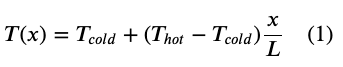 T(x) = T_cold + (T_hot − T_cold) x/L (1)